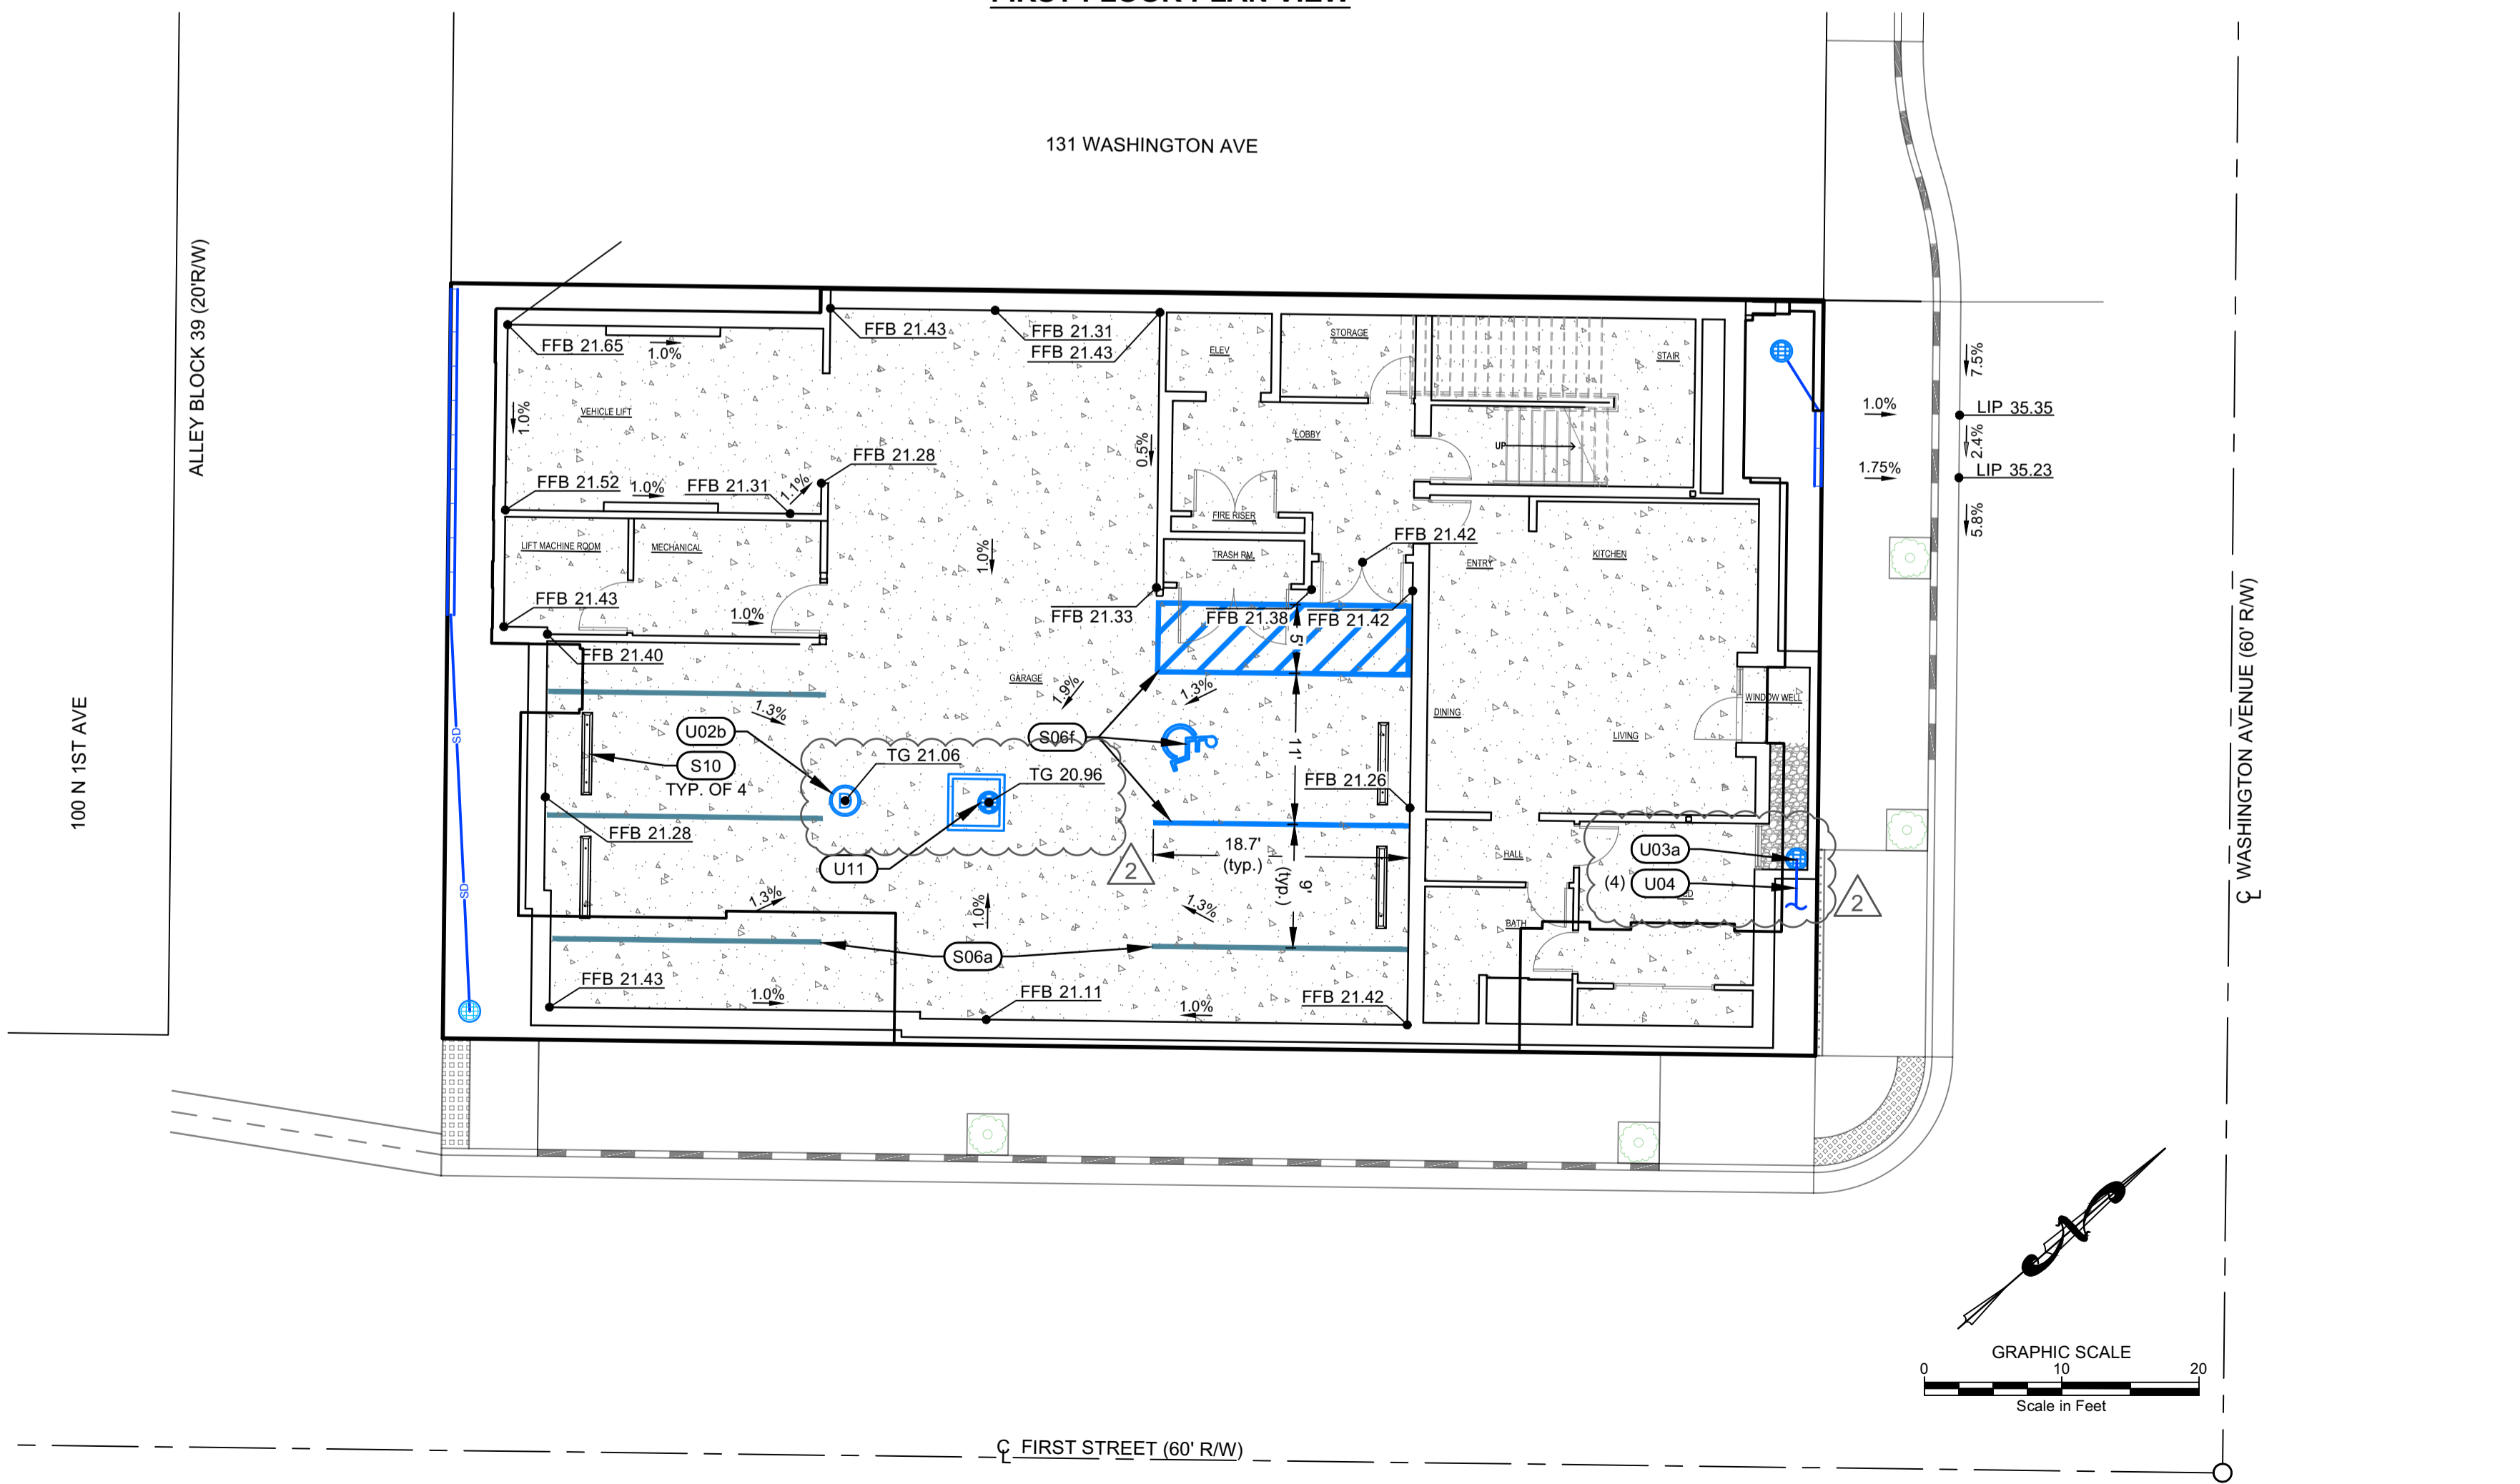 FIRST FLOOR PLAN VIEW
131 WASHINGTON AVE
ALLEY BLOCK 39 (20'R/W)
100 N 1ST AVE
FFB 21.65
1.0%
FFB 21.43
FFB 21.31
FFB 21.43
ELEV
STORAGE
STAIR
7.5%
1.0%
LIP 35.35
2.4%
1.75%
LIP 35.23
5.8%
1.0%
VEHICLE LIFT
LOBBY
UP
0.5%
FFB 21.28
FFB 21.52
1.0%
FFB 21.31
1.1%
FIRE RISER
LIFT MACHINE ROOM
MECHANICAL
1.0%
TRASH RM.
FFB 21.42
ENTRY
KITCHEN
FFB 21.43
1.0%
FFB 21.33
FFB 21.38
FFB 21.42
5'
FFB 21.40
GARAGE
1.9%
1.3%
WINDOW WELL
1.3%
DINING
LIVING
U02b
S06f
11'
S10
TYP. OF 4
TG 21.06
TG 20.96
FFB 21.26
FFB 21.28
U11
2
18.7'
(typ.)
9'
(typ.)
HALL
U03a
(4)
U04
2
1.3%
1.0%
1.3%
BATH
S06a
FFB 21.43
1.0%
FFB 21.11
1.0%
FFB 21.42
SD
SD
WASHINGTON AVENUE (60' R/W)
CL
GRAPHIC SCALE
0 10 20
Scale in Feet
CL FIRST STREET (60' R/W)